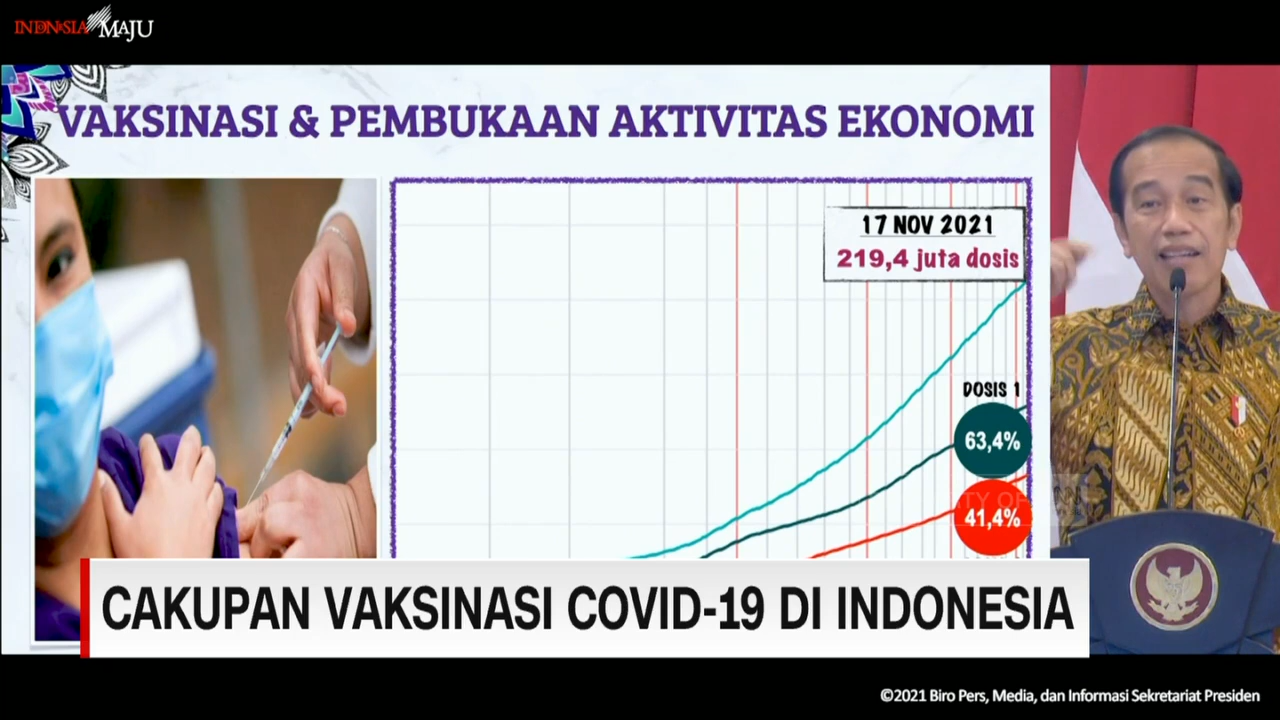 INDONESIA MAJU
VAKSINASI & PEMBUKAAN AKTIVITAS EKONOMI
17 NOV 2021
219,4 juta dosis
DOSIS 1
63,4%
41,4%
CAKUPAN VAKSINASI COVID-19 DI INDONESIA
©2021 Biro Pers, Media, dan Informasi Sekretariat Presiden